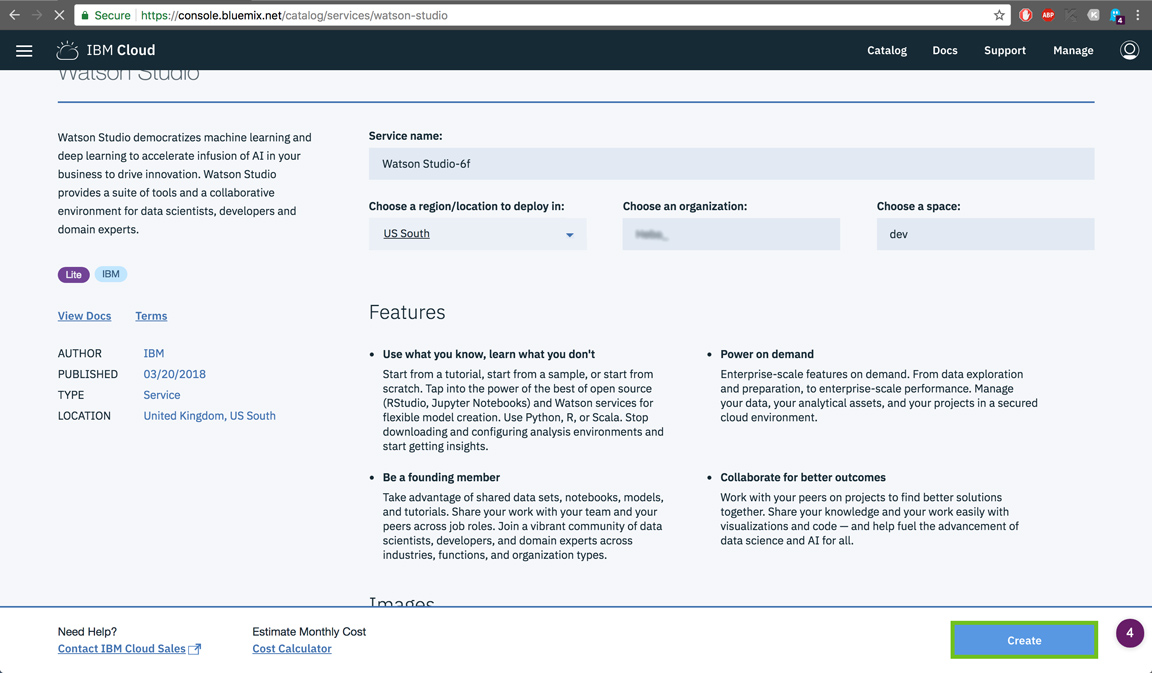 Secure https://console.bluemix.net/catalog/services/watson-studio
ABP
K
4
IBM Cloud
Catalog
Docs
Support
Manage
Watson Studio
Watson Studio democratizes machine learning and
deep learning to accelerate infusion of AI in your
business to drive innovation. Watson Studio
provides a suite of tools and a collaborative
environment for data scientists, developers and
domain experts.
Lite
IBM
View Docs
Terms
AUTHOR IBM
PUBLISHED 03/20/2018
TYPE Service
LOCATION United Kingdom, US South
Service name:
Watson Studio-6f
Choose a region/location to deploy in:
US South
Choose an organization:
Choose a space:
dev
Features
• Use what you know, learn what you don't
Start from a tutorial, start from a sample, or start from
scratch. Tap into the power of the best of open source
(RStudio, Jupyter Notebooks) and Watson services for
flexible model creation. Use Python, R, or Scala. Stop
downloading and configuring analysis environments and
start getting insights.
• Power on demand
Enterprise-scale features on demand. From data exploration
and preparation, to enterprise-scale performance. Manage
your data, your analytical assets, and your projects in a secured
cloud environment.
• Be a founding member
Take advantage of shared data sets, notebooks, models,
and tutorials. Share your work with your team and your
peers across job roles. Join a vibrant community of data
scientists, developers, and domain experts across
industries, functions, and organization types.
• Collaborate for better outcomes
Work with your peers on projects to find better solutions
together. Share your knowledge and your work easily with
visualizations and code — and help fuel the advancement of
data science and AI for all.
Images
Need Help?
Contact IBM Cloud Sales
Estimate Monthly Cost
Cost Calculator
Create
4